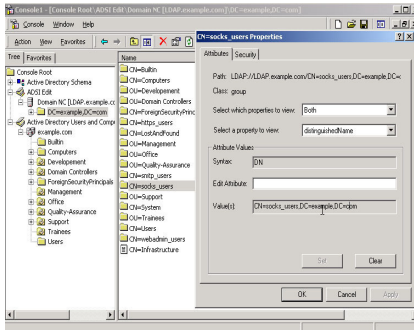 Console1 - [Console Root\ADSI Edit\Domain NC [LDAP.example.com]\DC=example,DC=com]
Console Window Help
Action View Favorites
Tree Favorites
Console Root
Active Directory Schema
ADSI Edit
Domain NC [LDAP.example.co
DC=example,DC=com
Active Directory Users and Compu
example.com
Builtin
Computers
Developement
Domain Controllers
ForeignSecurityPrincipals
Management
Office
Quality-Assurance
Support
Trainees
Users
Name
CN=Builtin
CN=Computers
OU=Developement
OU=Domain Controllers
CN=ForeignSecurityPrinc
CN=https_users
CN=LostAndFound
OU=Management
OU=Office
OU=Quality-Assurance
CN=smtp_users
CN=socks_users
OU=Support
CN=System
OU=Trainees
CN=Users
CN=webadmin_users
CN=Infrastructure
CN=socks_users Properties
Attributes Security
Path: LDAP://LDAP.example.com/CN=socks_users,DC=example,DC=c
Class: group
Select which properties to view: Both
Select a property to view: distinguishedName
Attribute Values
Syntax: DN
Edit Attribute:
Value(s): CN=socks_users,DC=example,DC=com
Set Clear
OK Cancel Apply